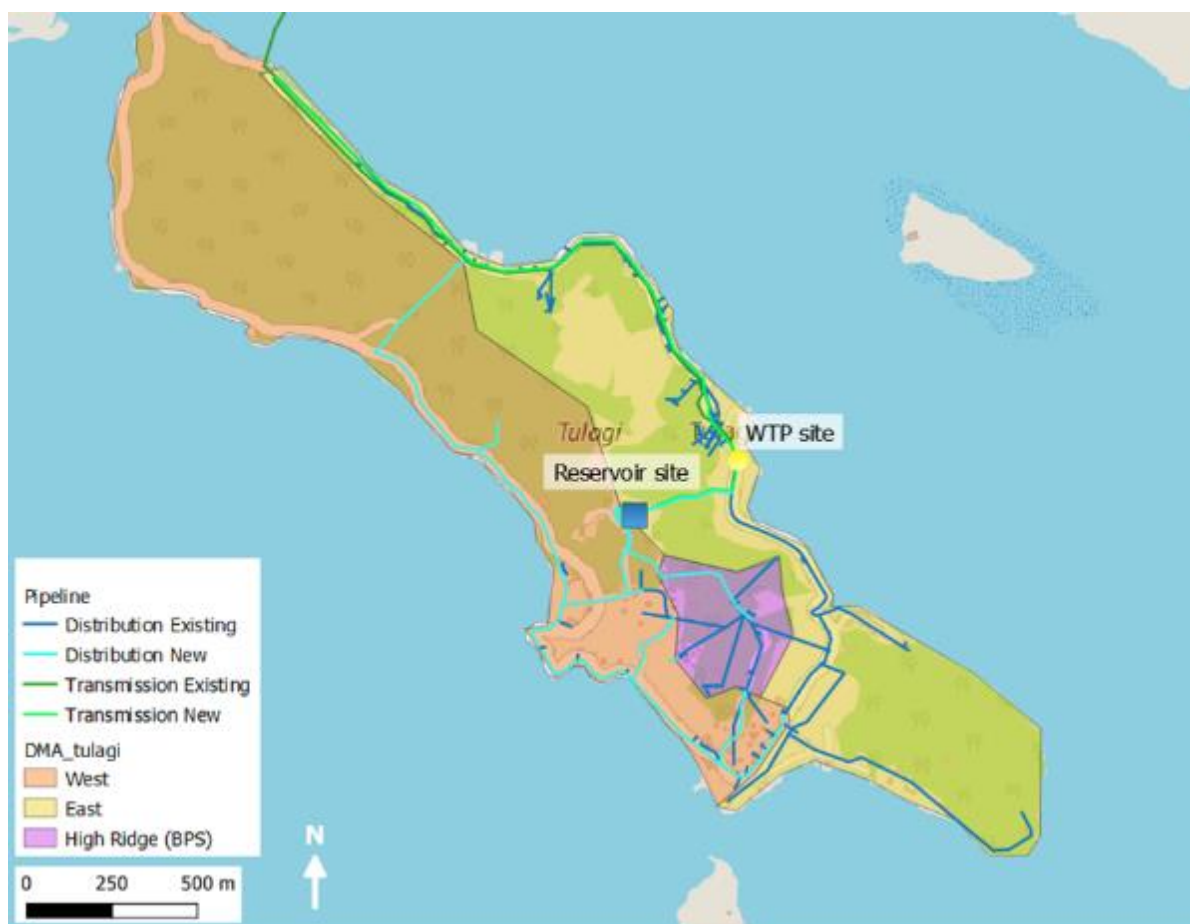 Tulagi
WTP site
Reservoir site
Pipeline
Distribution Existing
Distribution New
Transmission Existing
Transmission New
DMA_tulagi
West
East
High Ridge (BPS)
N
0 250 500 m